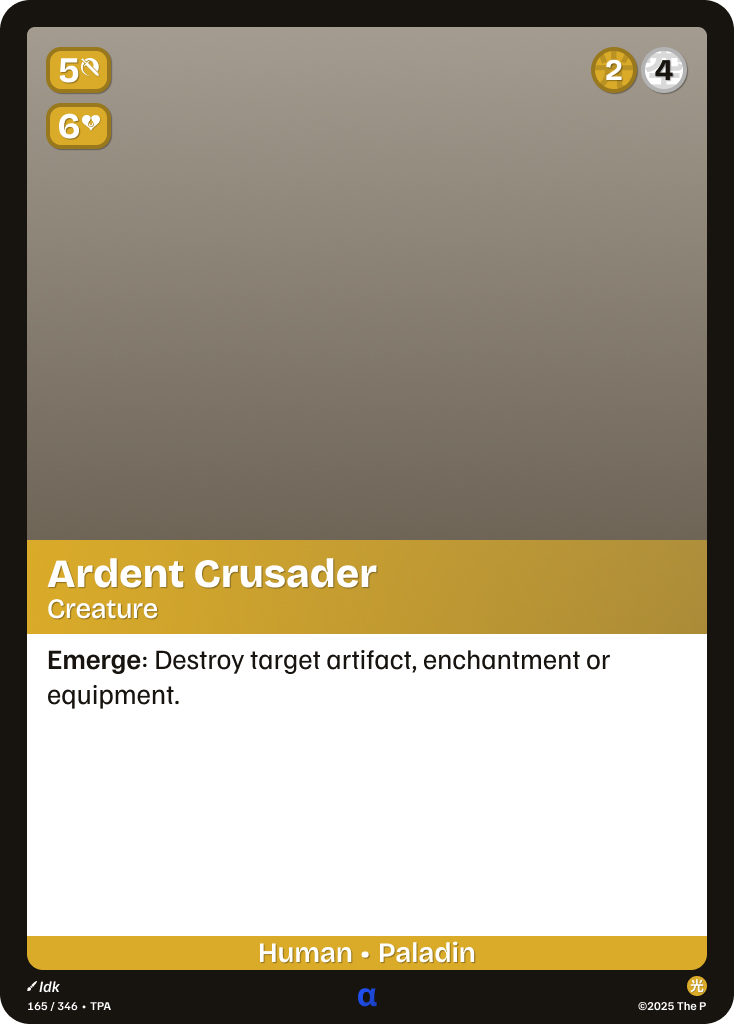 5
2 4
6
Ardent Crusader
Creature
Emerge: Destroy target artifact, enchantment or
equipment.
Human • Paladin
Idk
165 / 346 • TPA
α
光
©2025 The P